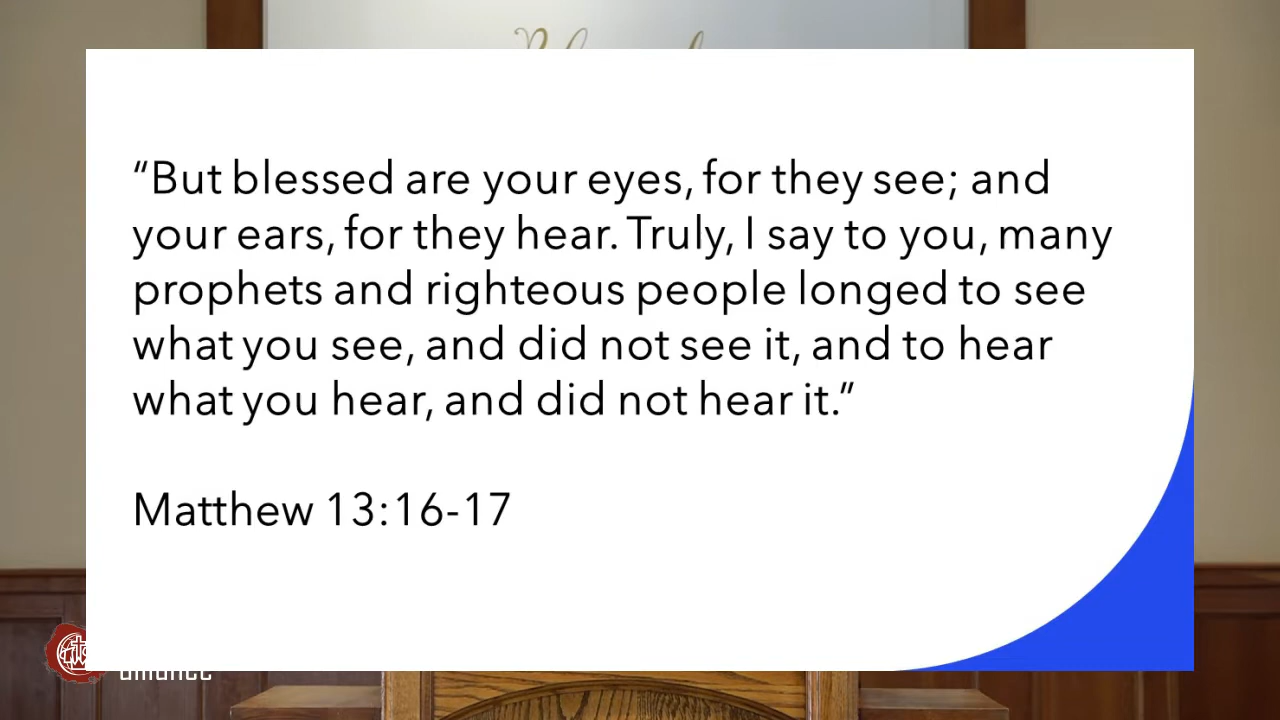 “But blessed are your eyes, for they see; and
your ears, for they hear. Truly, I say to you, many
prophets and righteous people longed to see
what you see, and did not see it, and to hear
what you hear, and did not hear it.”
Matthew 13:16-17